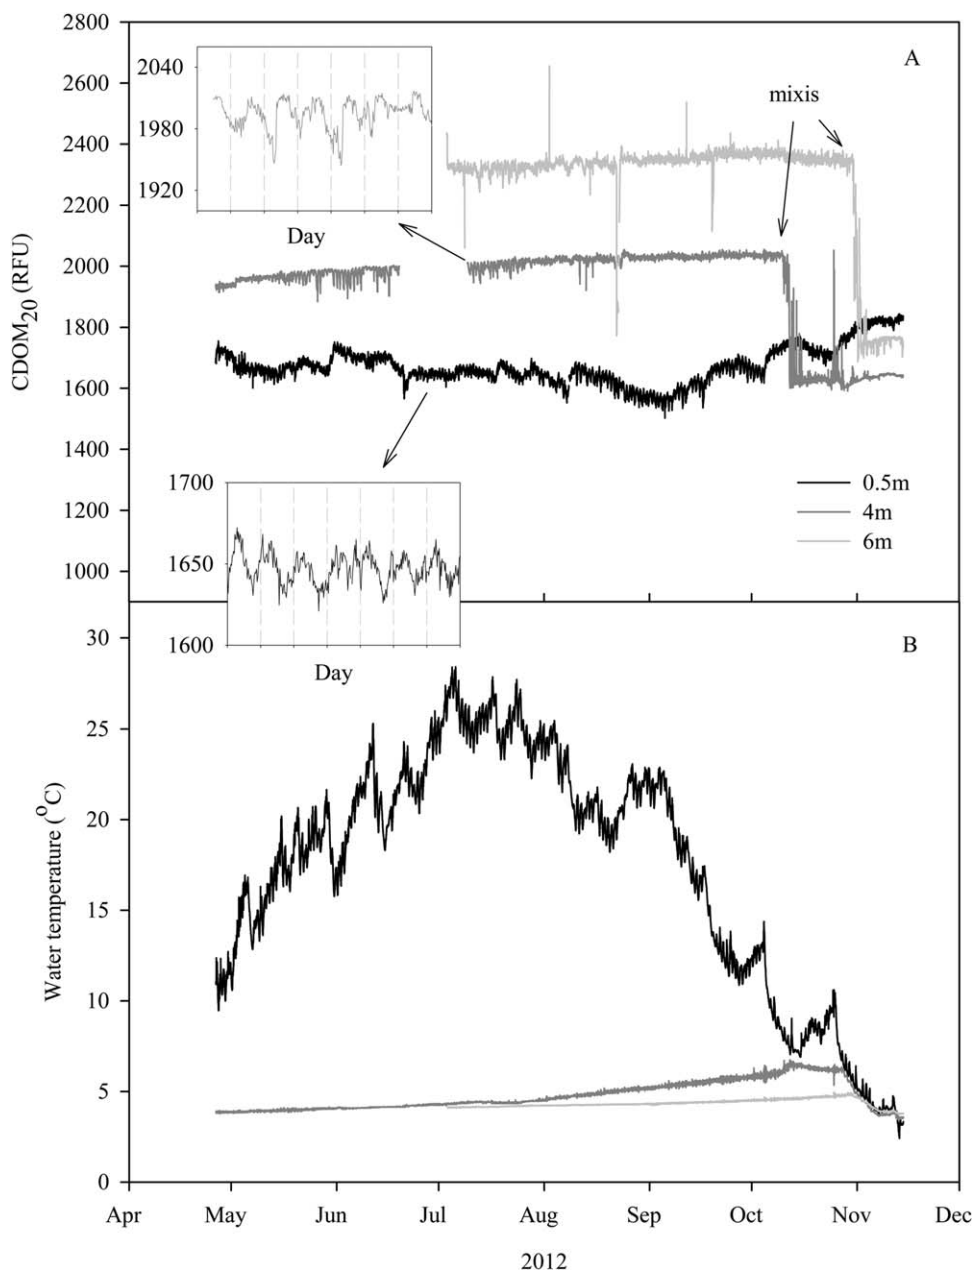 2800
2600
2400
2200
2000
1800
1600
1400
1200
1000
CDOM20 (RFU)
A
mixis
2040
1980
1920
Day
1700
1650
1600
Day
0.5m
4m
6m
B
30
25
20
15
10
5
0
Water temperature (°C)
Apr May Jun Jul Aug Sep Oct Nov Dec
2012